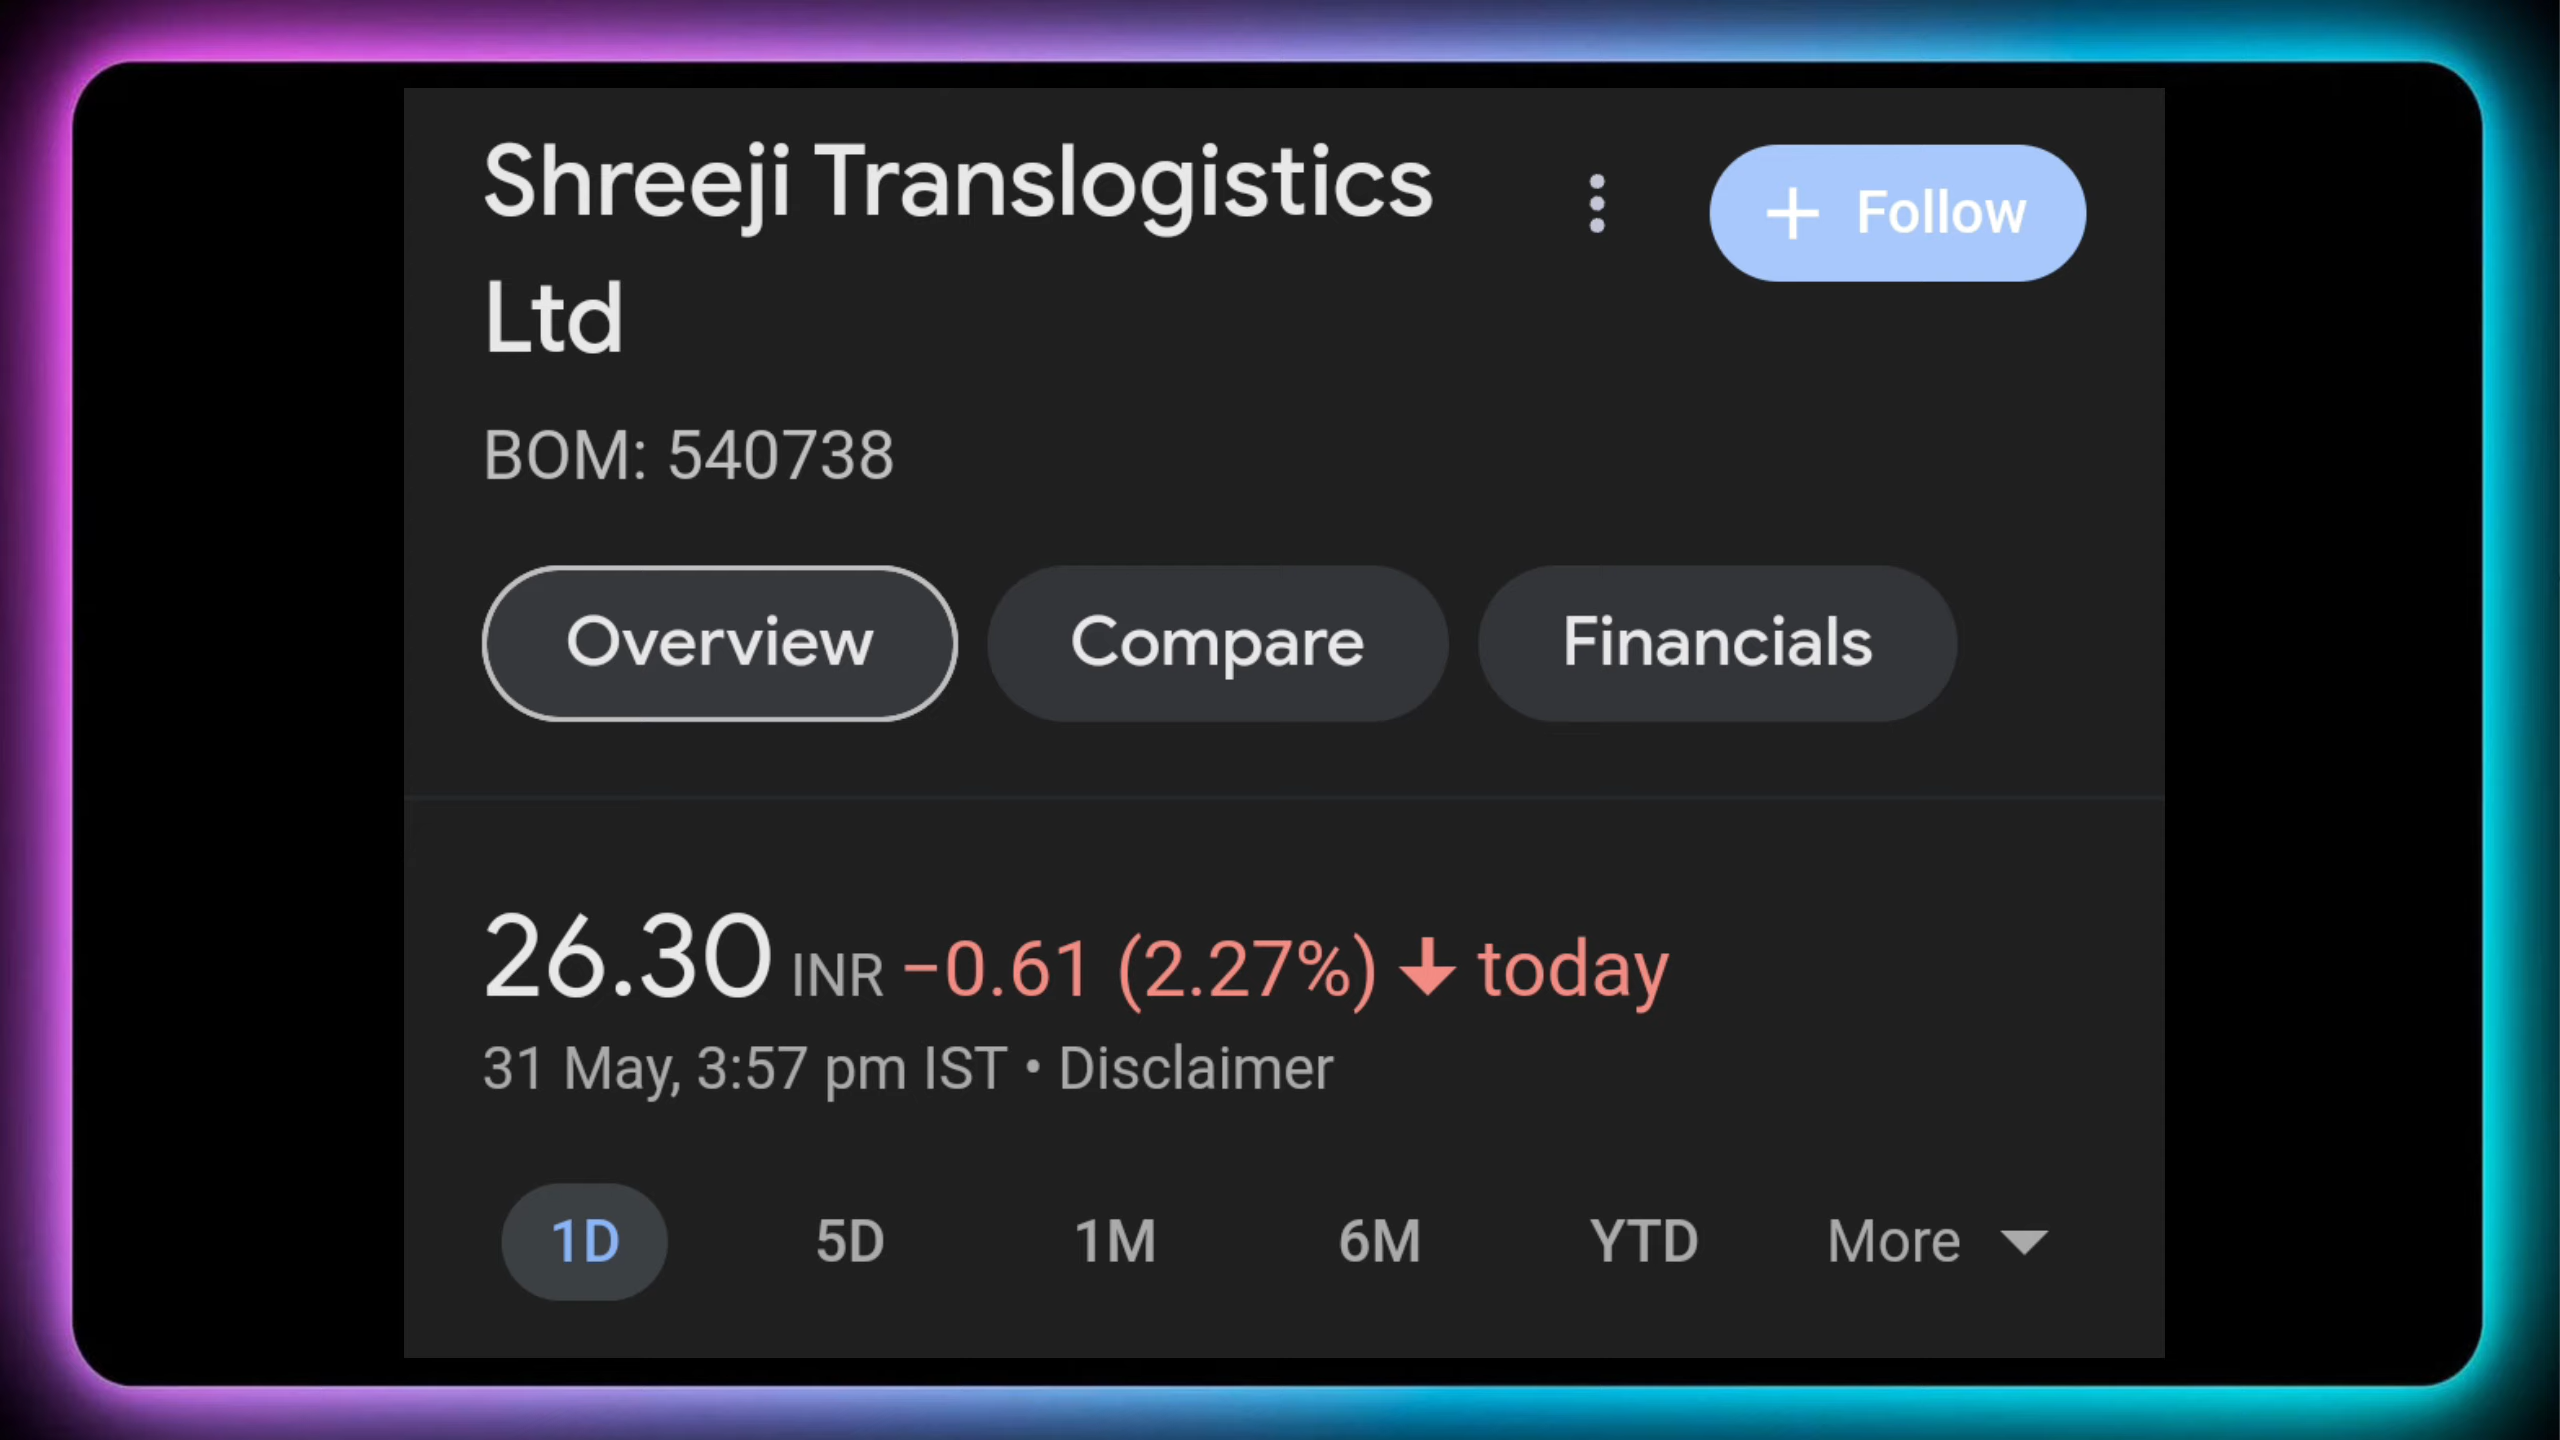 Shreeji Translogistics
Ltd
+ Follow
BOM: 540738
Overview
Compare
Financials
26.30 INR −0.61 (2.27%) ↓ today
31 May, 3:57 pm IST • Disclaimer
1D 5D 1M 6M YTD More